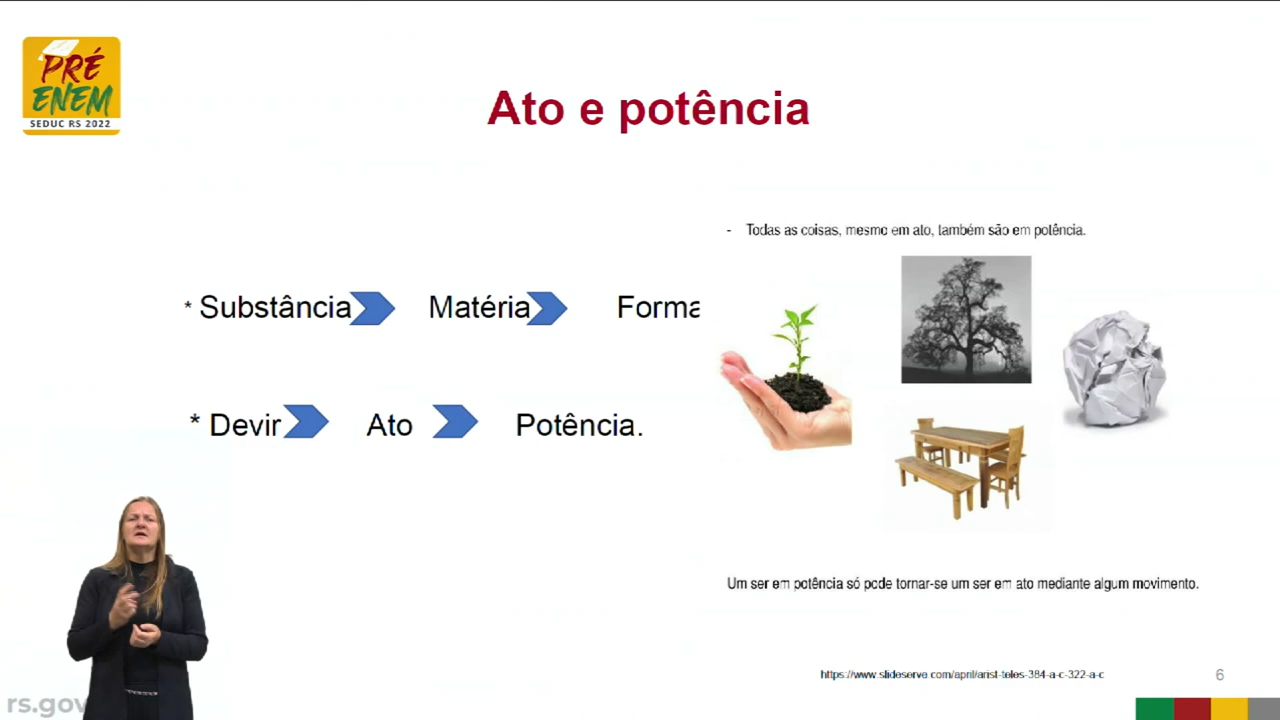 PRÉ
ENEM
SEDUC RS 2022
Ato e potência
- Todas as coisas, mesmo em ato, também são em potência.
* Substância Matéria Forma
* Devir Ato Potência.
Um ser em potência só pode tornar-se um ser em ato mediante algum movimento.
https://www.slideserve.com/april/arist-teles-384-a-c-322-a-c
6
rs.gov